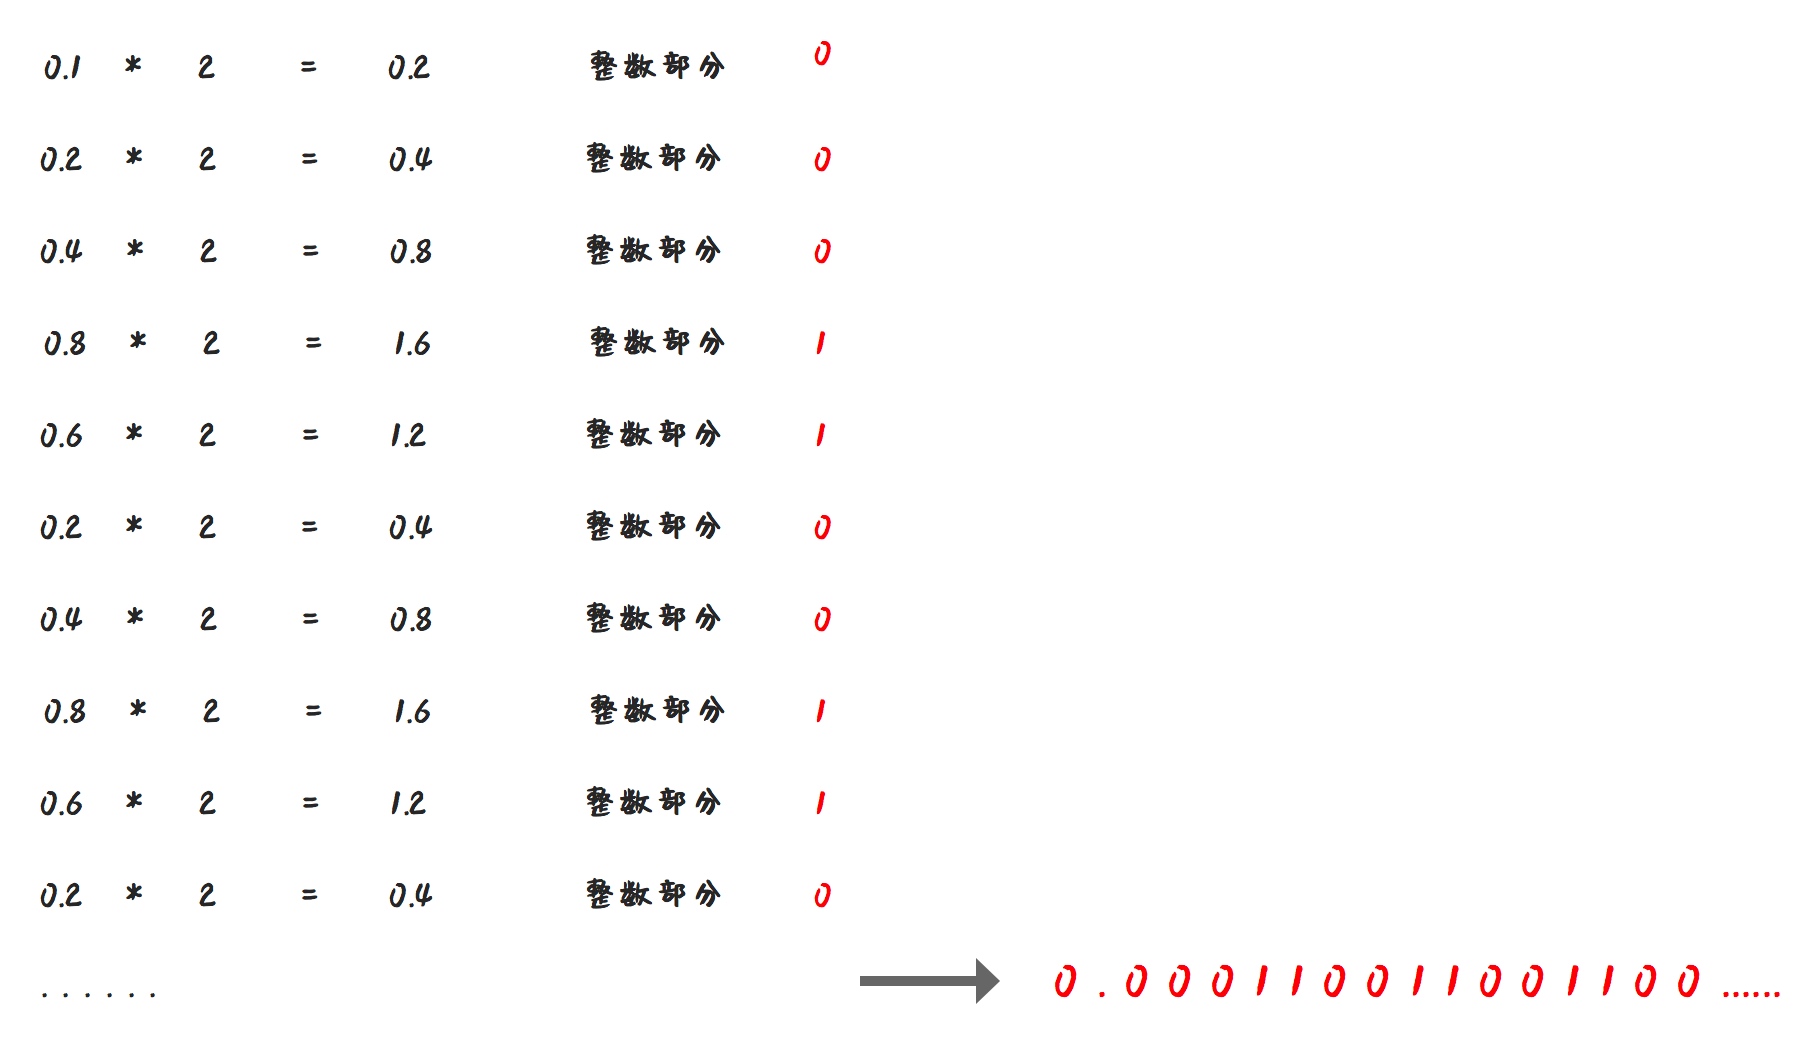 0.1 * 2 = 0.2 整数部分 0
0.2 * 2 = 0.4 整数部分 0
0.4 * 2 = 0.8 整数部分 0
0.8 * 2 = 1.6 整数部分 1
0.6 * 2 = 1.2 整数部分 1
0.2 * 2 = 0.4 整数部分 0
0.4 * 2 = 0.8 整数部分 0
0.8 * 2 = 1.6 整数部分 1
0.6 * 2 = 1.2 整数部分 1
0.2 * 2 = 0.4 整数部分 0
......
0.000110011001100......